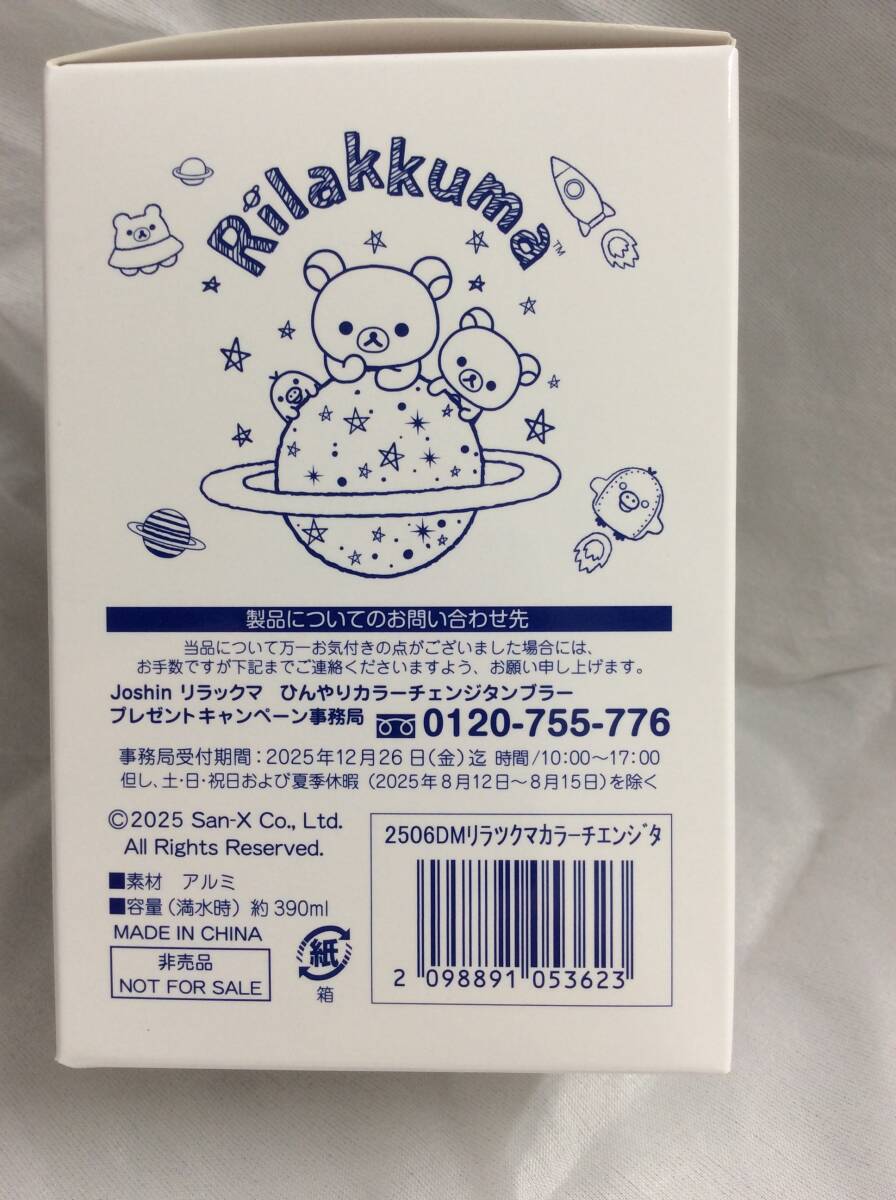 Rilakkuma™
製品についてのお問い合わせ先
当品について万一お気付きの点がございました場合には、
お手数ですが下記までご連絡くださいますよう、お願い申し上げます。
Joshin リラックマ ひんやりカラーチェンジタンブラー
プレゼントキャンペーン事務局 0120-755-776
事務局受付期間：2025年12月26日(金)迄 時間/10:00～17:00
但し、土・日・祝日および夏季休暇（2025年8月12日～8月15日)を除く
©2025 San-X Co., Ltd.
All Rights Reserved.
■素材 アルミ
■容量（満水時）約390ml
MADE IN CHINA
非売品
NOT FOR SALE
紙
箱
2506DMリラツクマカラーチエンジタ
2 098891 053623